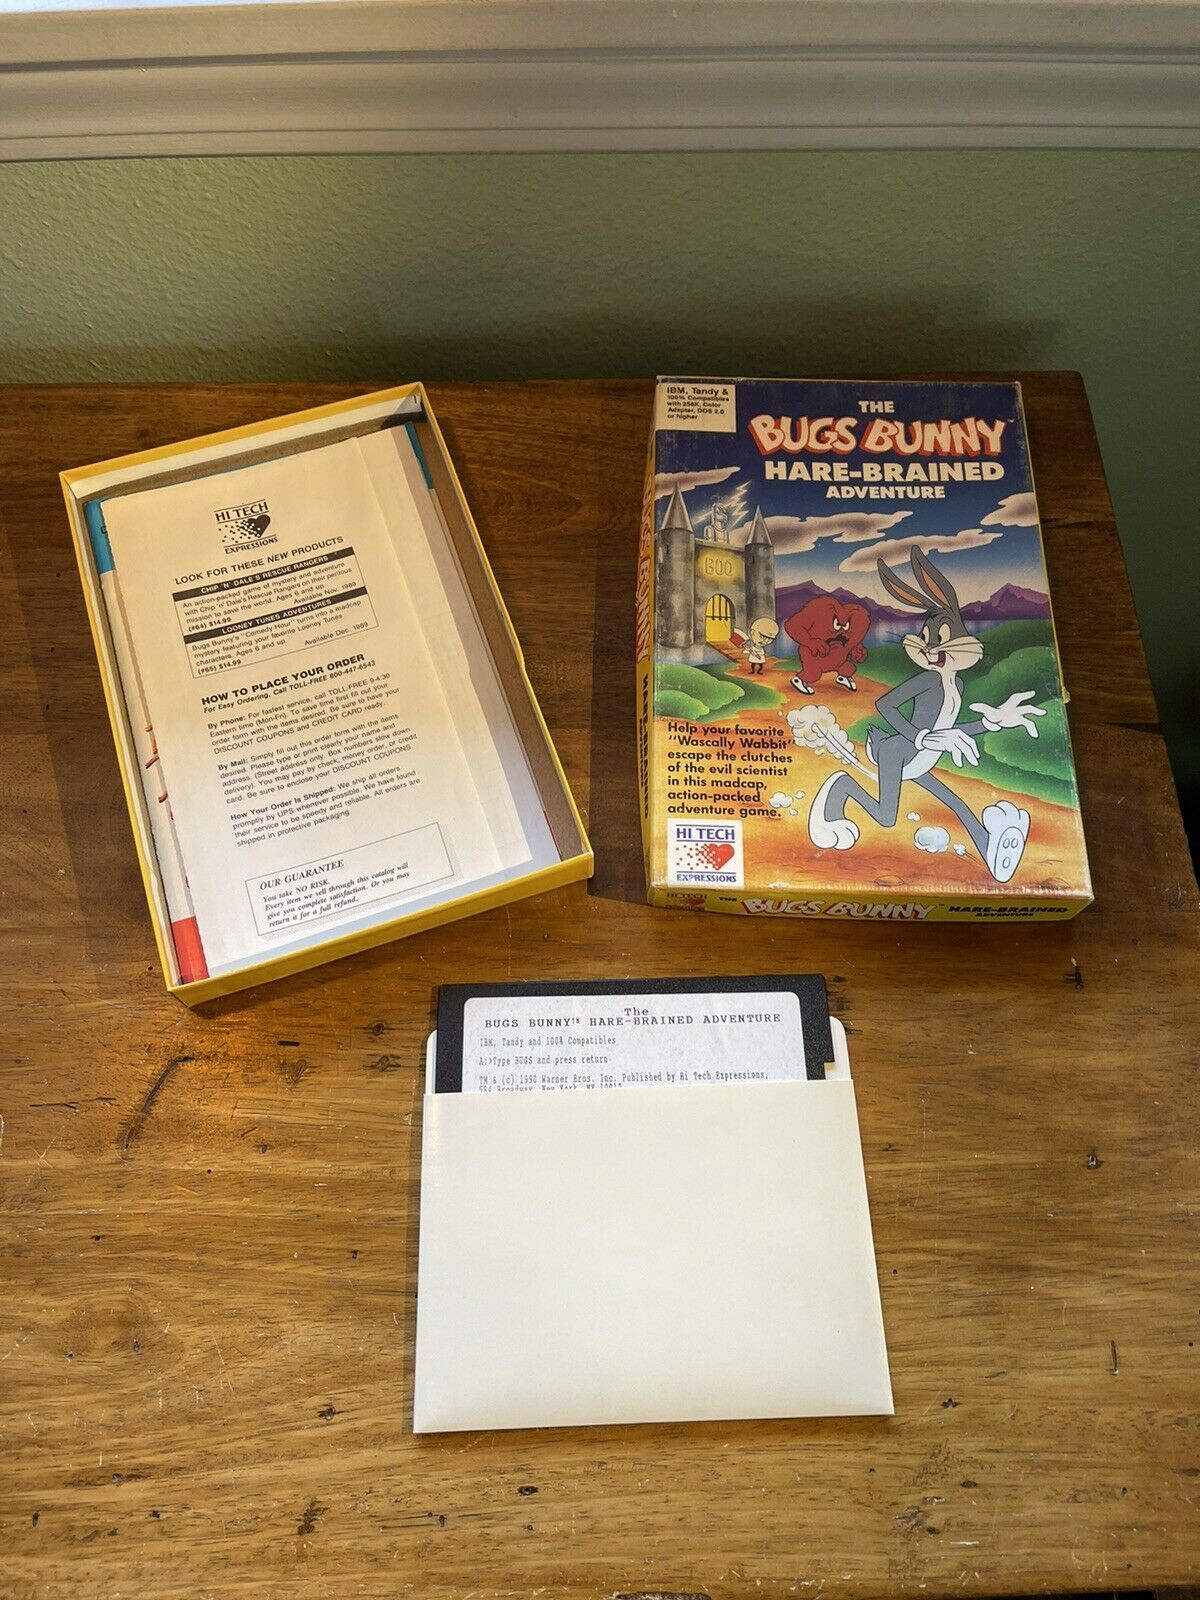 HI TECH
EXPRESSIONS
LOOK FOR THESE NEW PRODUCTS
CHIP 'N' DALE'S RESCUE RANGERS
An action-packed game of mystery and adventure
with Chip 'n' Dale's Rescue Rangers on their perilous
mission to save the world. Ages 6 and up.
(#64) $14.99 Available Nov. 1989
LOONEY TUNES ADVENTURES
Bugs Bunny's "Comedy Hour" turns into a madcap
mystery featuring your favorite Looney Tunes
characters. Ages 6 and up.
(#65) $14.99 Available Dec. 1989
HOW TO PLACE YOUR ORDER
For Easy Ordering, Call TOLL-FREE 800-447-6543
By Phone: For fastest service, call TOLL-FREE 9-4:30
Eastern time (Mon-Fri). To save time first fill out your
order form with the items desired. Be sure to have your
DISCOUNT COUPONS and CREDIT CARD ready.
By Mail: Simply fill out this order form with the items
desired. Please type or print clearly your name and
address. (Street address only. Box numbers slow down
delivery). You may pay by check, money order, or credit
card. Be sure to enclose your DISCOUNT COUPONS.
How Your Order Is Shipped: We ship all orders
promptly by UPS whenever possible. We have found
their service to be speedy and reliable. All orders are
shipped in protective packaging.
OUR GUARANTEE
You take NO RISK.
Every item we sell through this catalog will
give you complete satisfaction. Or you may
return it for a full refund.
IBM, Tandy &
100% Compatibles
with 256K, Color
Adapter, DOS 2.0
or higher
THE
BUGS BUNNY™
HARE-BRAINED
ADVENTURE
BOO
Help your favorite
"Wascally Wabbit"
escape the clutches
of the evil scientist
in this madcap,
action-packed
adventure game.
HI TECH
EXPRESSIONS
BUGS BUNNY
HI TECH
THE BUGS BUNNY™ HARE-BRAINED
ADVENTURE
The
BUGS BUNNY™ HARE-BRAINED ADVENTURE
IBM, Tandy and 100% Compatibles
A:>Type BUGS and press return
TM & (c) 1990 Warner Bros. Inc. Published by Hi Tech Expressions,
584 Broadway, New York, NY 10012